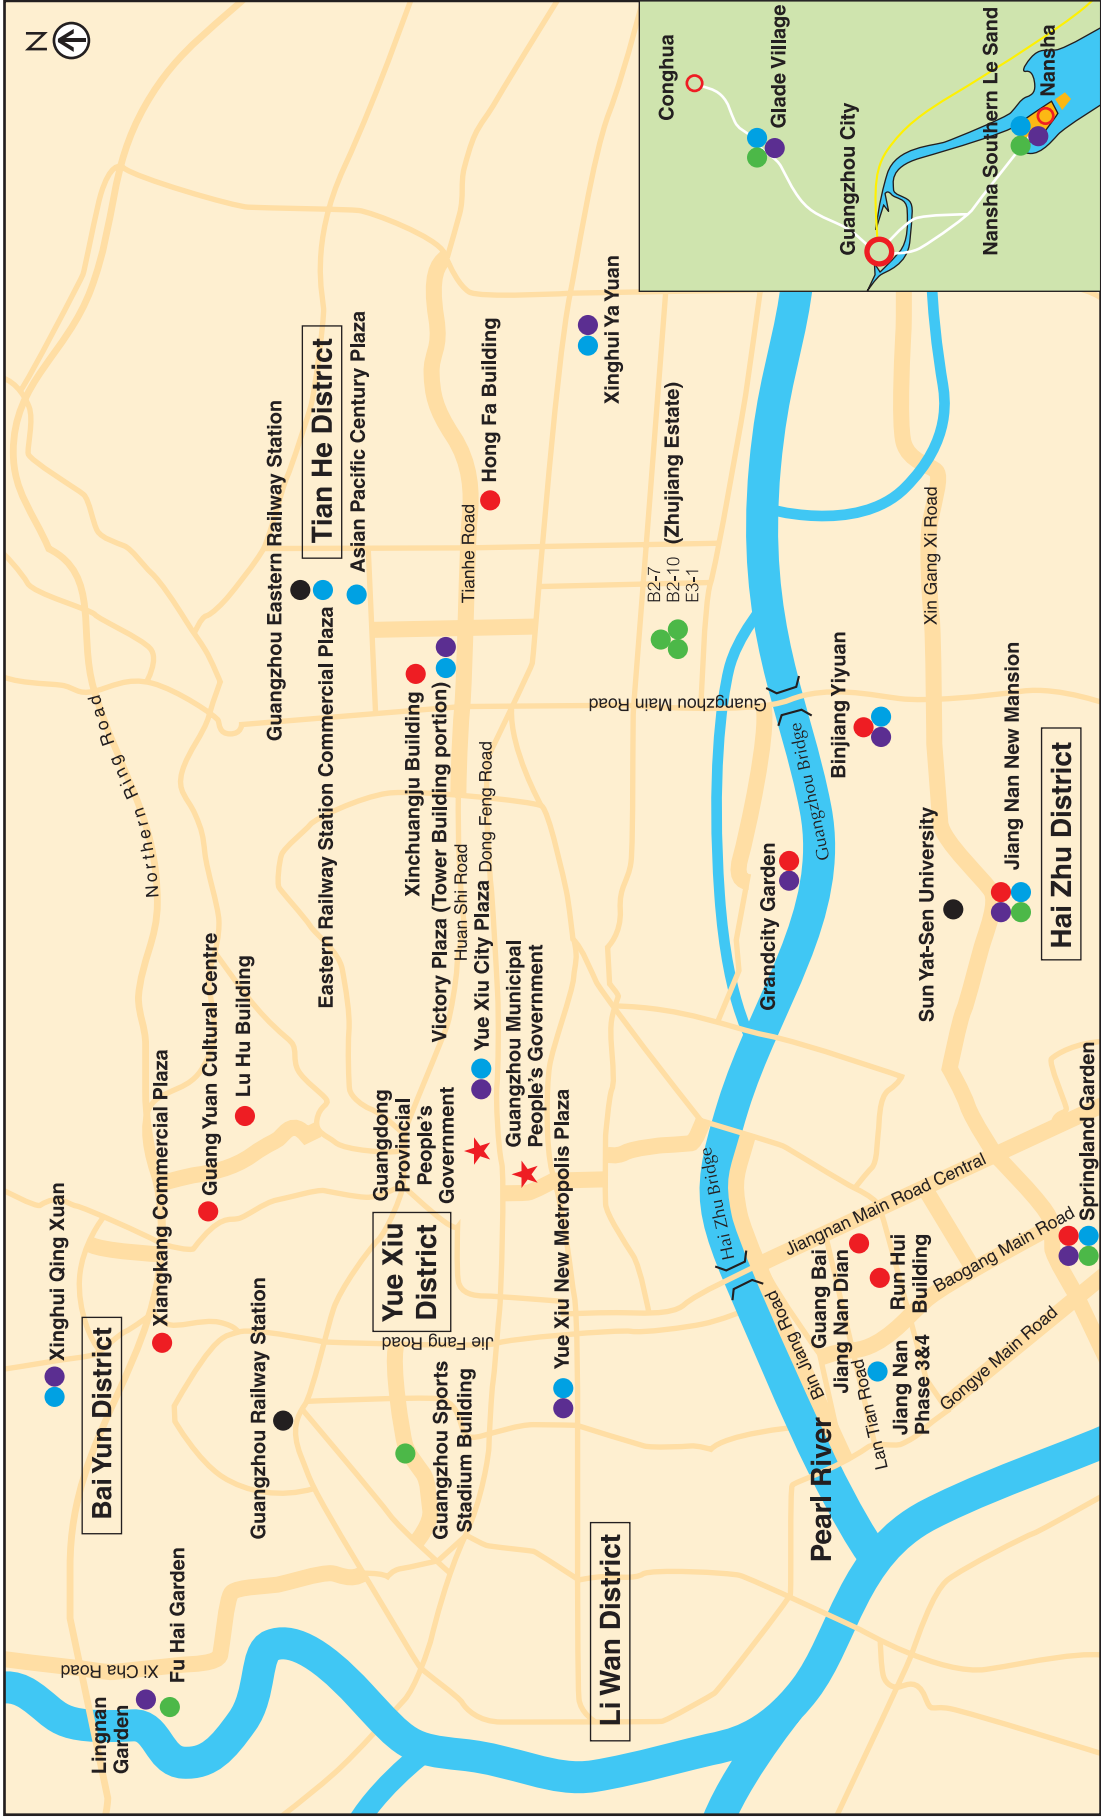 N
Xinghui Qing Xuan
Bai Yun District
Xiangkang Commercial Plaza
Guang Yuan Cultural Centre
Lu Hu Building
Northern Ring Road
Guangzhou Railway Station
Xi Cha Road
Lingnan
Garden
Fu Hai Garden
Guangzhou Eastern Railway Station
Tian He District
Eastern Railway Station Commercial Plaza
Asian Pacific Century Plaza
Guangdong
Provincial
People's
Government
Yue Xiu
District
Jie Fang Road
Guangzhou Sports
Stadium Building
Xinchuangju Building
Victory Plaza (Tower Building portion)
Huan Shi Road
Tianhe Road
Hong Fa Building
Yue Xiu City Plaza
Dong Feng Road
Guangzhou Municipal
People's Government
Yue Xiu New Metropolis Plaza
Xinghui Ya Yuan
Li Wan District
B2-7
B2-10
E3-1
(Zhujiang Estate)
Guangzhou Main Road
Hai Zhu Bridge
Guangzhou Bridge
Grandcity Garden
Binjiang Yiyuan
Pearl River
Bin Jiang Road
Jiangnan Main Road Central
Guang Bai
Jiang Nan Dian
Run Hui
Building
Lan Tian Road
Jiang Nan
Phase 3&4
Baogang Main Road
Gongye Main Road
Sun Yat-Sen University
Xin Gang Xi Road
Jiang Nan New Mansion
Hai Zhu District
Springland Garden
Conghua
Glade Village
Guangzhou City
Nansha Southern Le Sand
Nansha